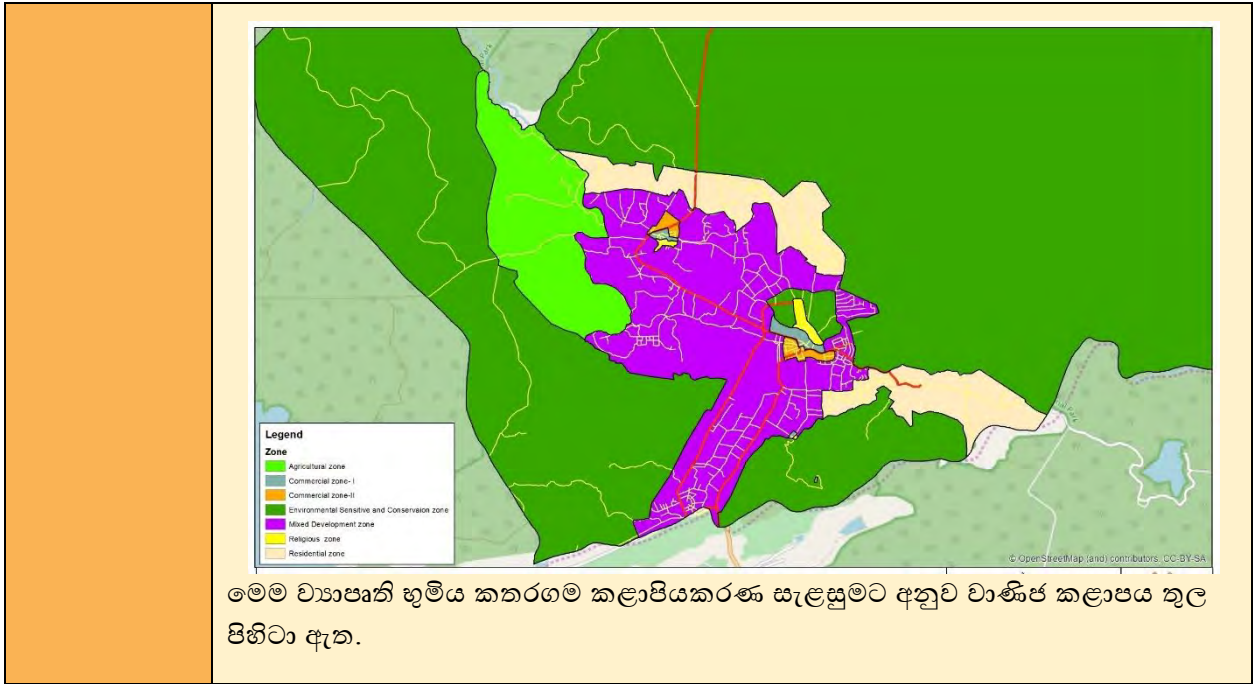 Legend
Zone
Agricultural zone
Commercial zone- I
Commercial zone-II
Environmental Sensitive and Conservaion zone
Mixed Development zone
Religious zone
Residential zone
© OpenStreetMap (and) contributors, CC-BY-SA
මෙම ව්‍යාපෘති භුමිය කතරගම කළාපියකරණ සැළසුමට අනුව වාණිජ කළාපය තුල
පිහිටා ඇත.